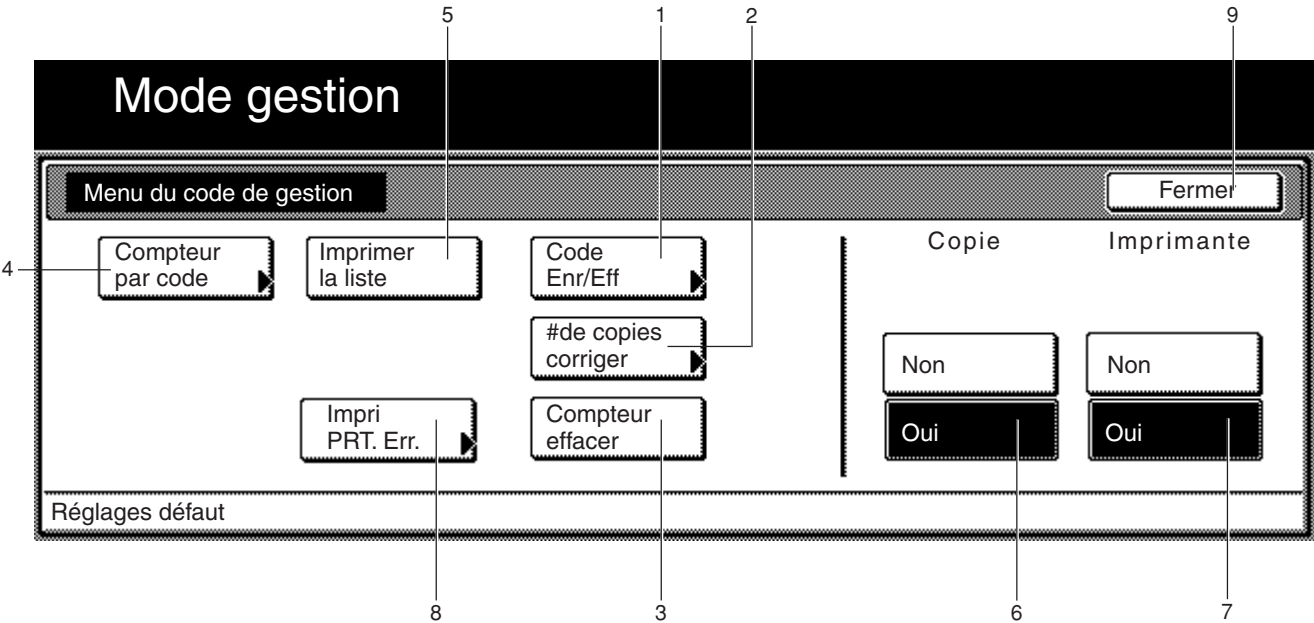 5 1 2 9
Mode gestion
Menu du code de gestion
Fermer
4
Compteur
par code
Imprimer
la liste
Code
Enr/Eff
#de copies
corriger
Impri
PRT. Err.
Compteur
effacer
Copie
Imprimante
Non
Non
Oui
Oui
Réglages défaut
8 3 6 7